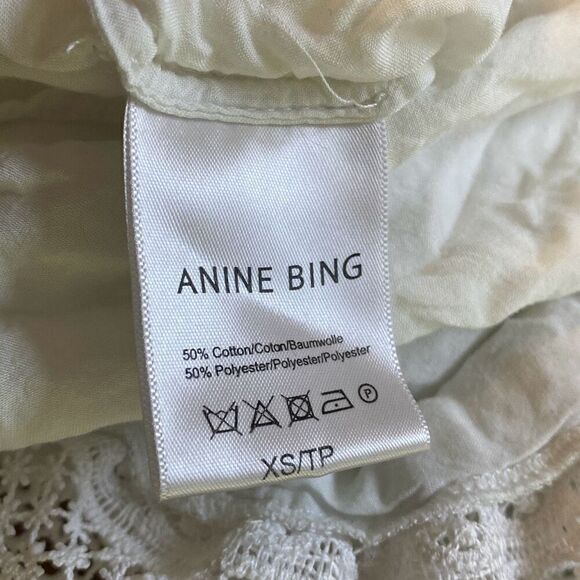 ANINE BING
50% Cotton/Coton/Baumwolle
50% Polyester/Polyester/Polyester
P
XS/TP